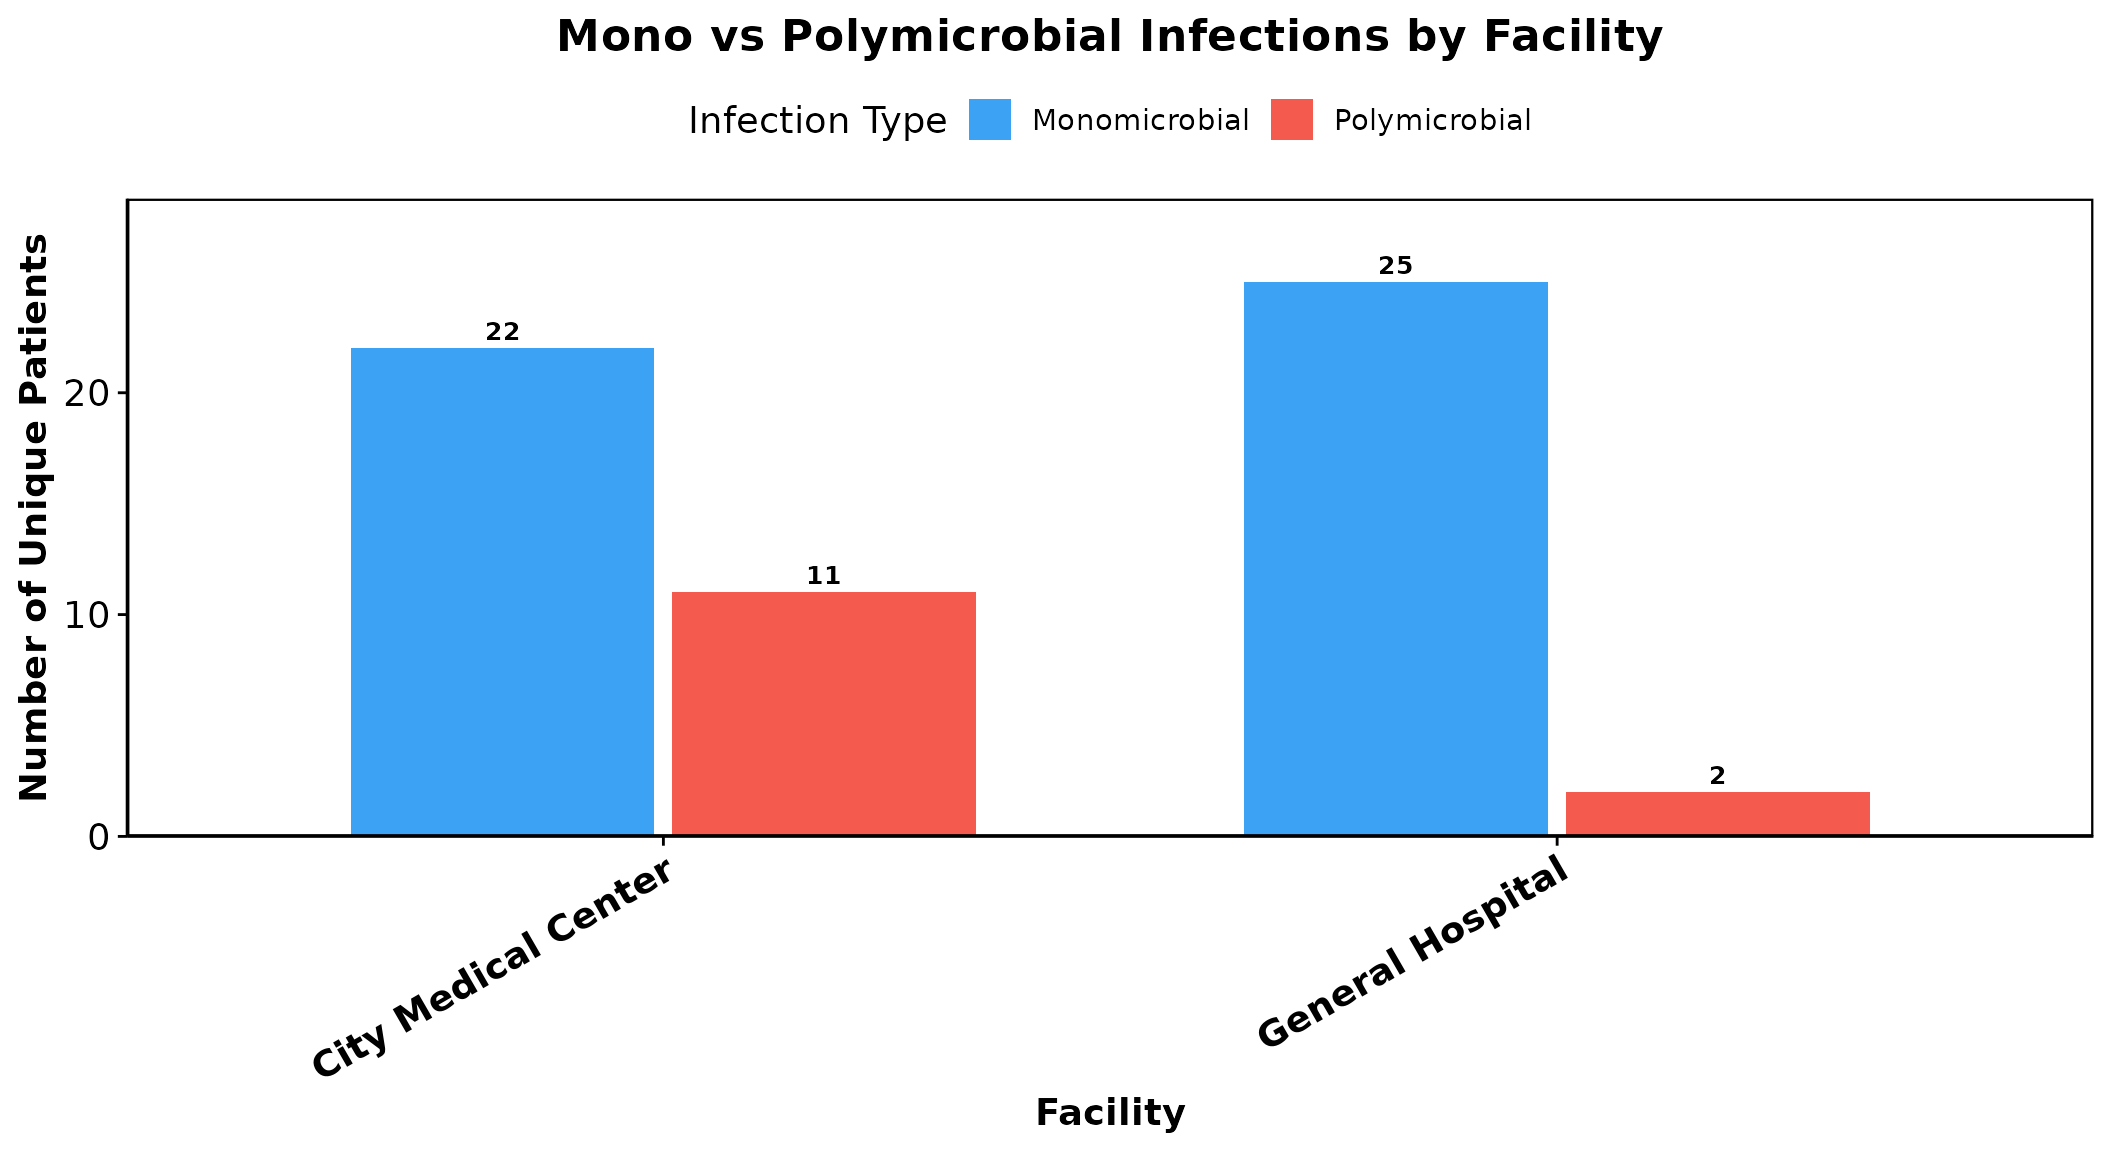 Mono vs Polymicrobial Infections by Facility
Infection Type Monomicrobial Polymicrobial
Number of Unique Patients
20
10
0
22
11
25
2
City Medical Center
General Hospital
Facility